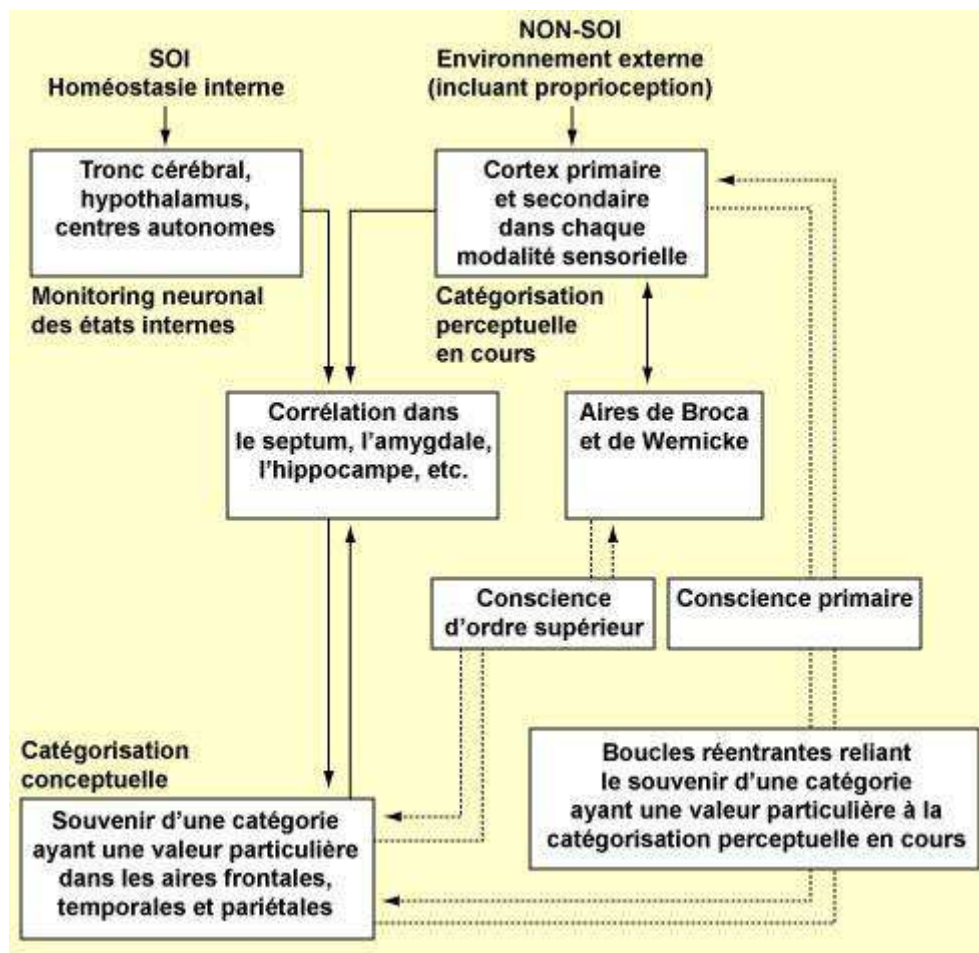 SOI
Homéostasie interne
NON-SOI
Environnement externe
(incluant proprioception)
Tronc cérébral,
hypothalamus,
centres autonomes
Cortex primaire
et secondaire
dans chaque
modalité sensorielle
Monitoring neuronal
des états internes
Catégorisation
perceptuelle
en cours
Corrélation dans
le septum, l'amygdale,
l'hippocampe, etc.
Aires de Broca
et de Wernicke
Conscience
d'ordre supérieur
Conscience primaire
Catégorisation
conceptuelle
Souvenir d'une catégorie
ayant une valeur particulière
dans les aires frontales,
temporales et pariétales
Boucles réentrantes reliant
le souvenir d'une catégorie
ayant une valeur particulière à la
catégorisation perceptuelle en cours